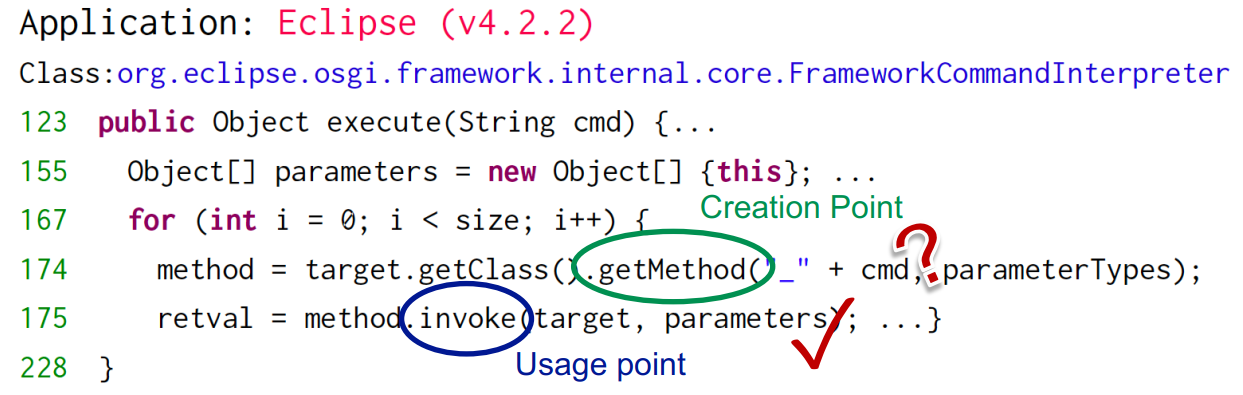 Application: Eclipse (v4.2.2)
Class:org.eclipse.osgi.framework.internal.core.FrameworkCommandInterpreter
123 public Object execute(String cmd) {...
155 Object[] parameters = new Object[] {this}; ...
Creation Point
167 for (int i = 0; i < size; i++) {
?
174 method = target.getClass().getMethod("_" + cmd, parameterTypes);
175 retval = method.invoke(target, parameters); ...}
Usage point
228 }